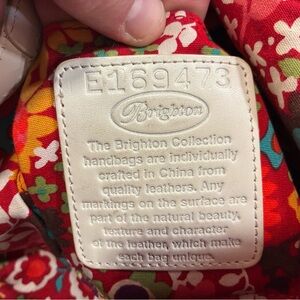 E169473
Brighton
The Brighton Collection
handbags are individually
crafted in China from
quality leathers. Any
markings on the surface are
part of the natural beauty,
texture and character
of the leather, which make
each bag unique.